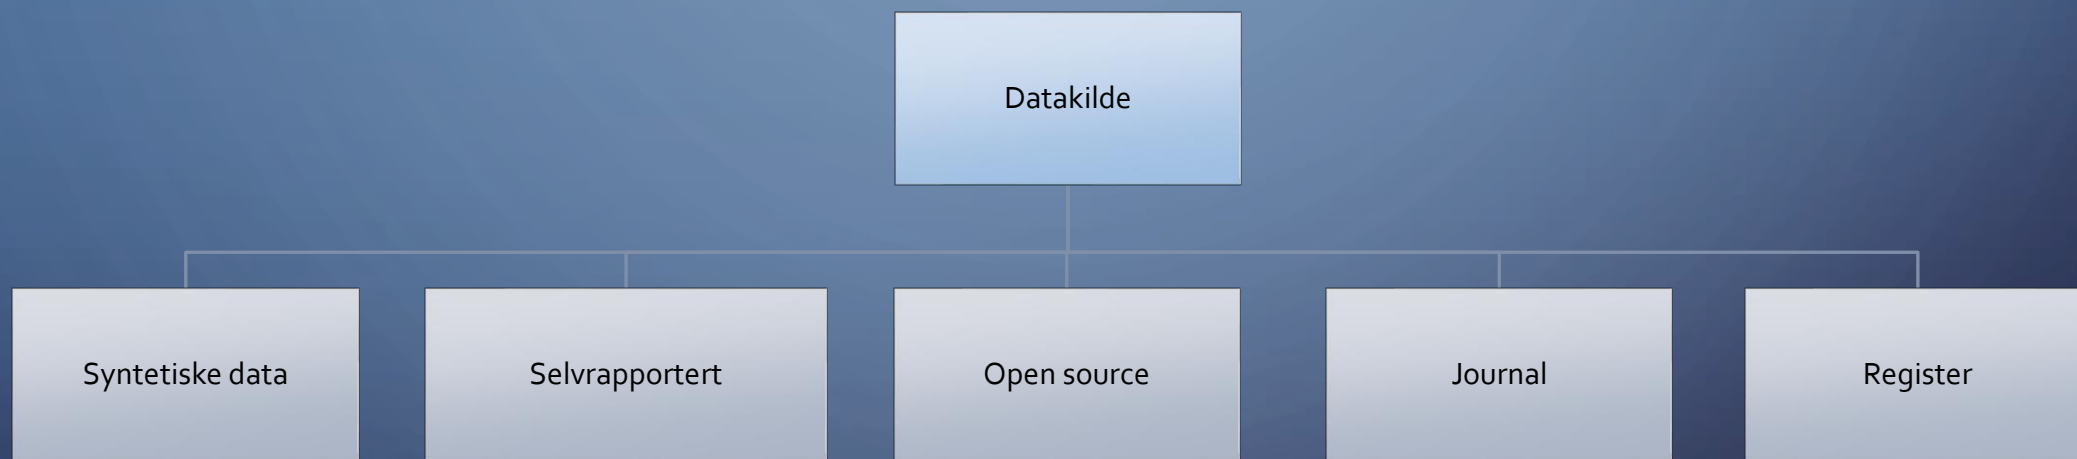 Datakilde
Syntetiske data
Selvrapportert
Open source
Journal
Register